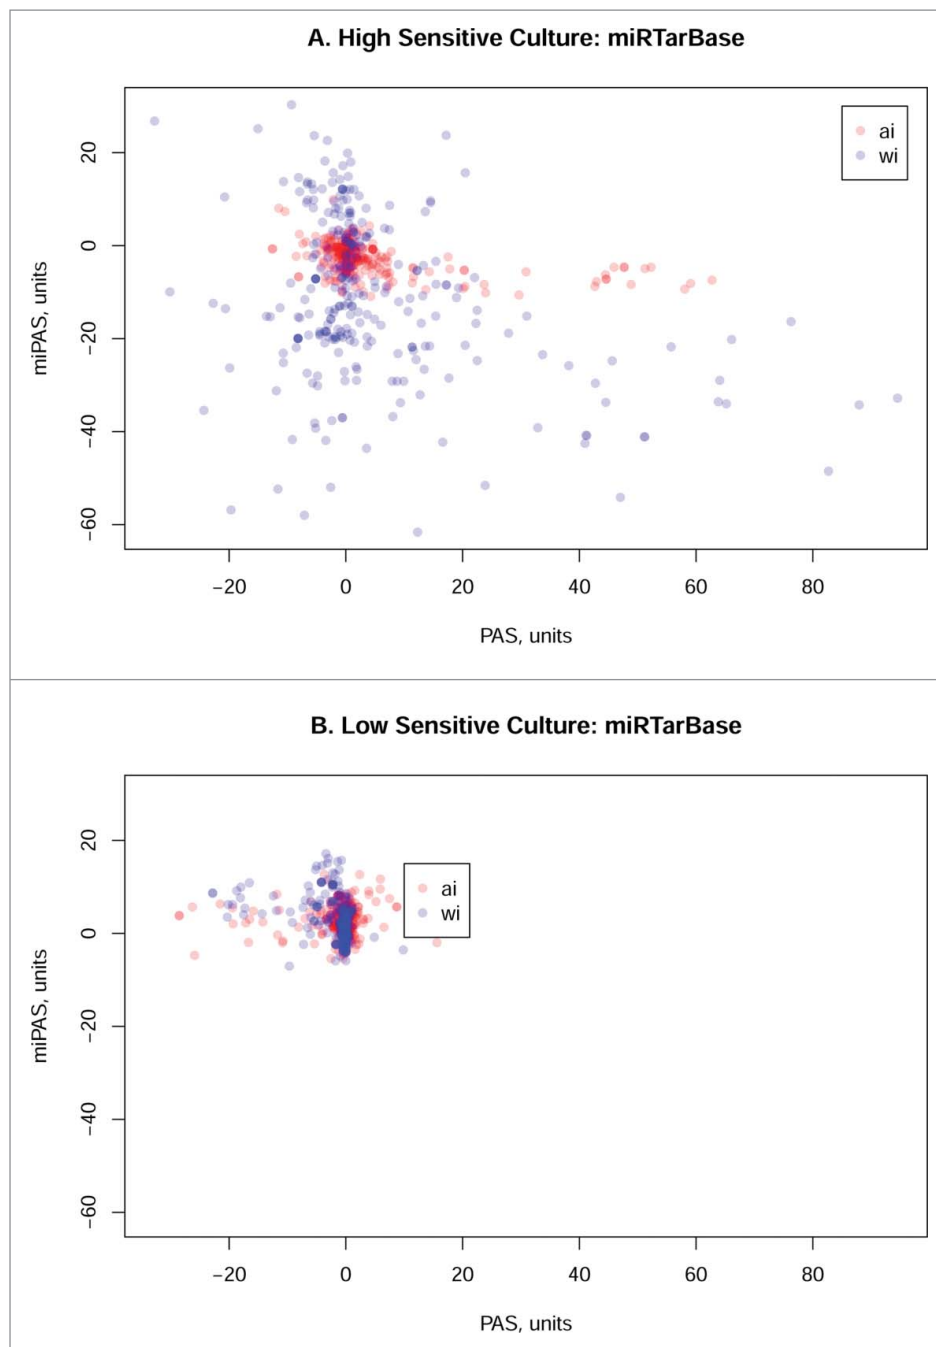 A. High Sensitive Culture: miRTarBase
ai
wi
20
0
−20
−40
−60
miPAS, units
−20 0 20 40 60 80
PAS, units
B. Low Sensitive Culture: miRTarBase
ai
wi
20
0
−20
−40
−60
miPAS, units
−20 0 20 40 60 80
PAS, units